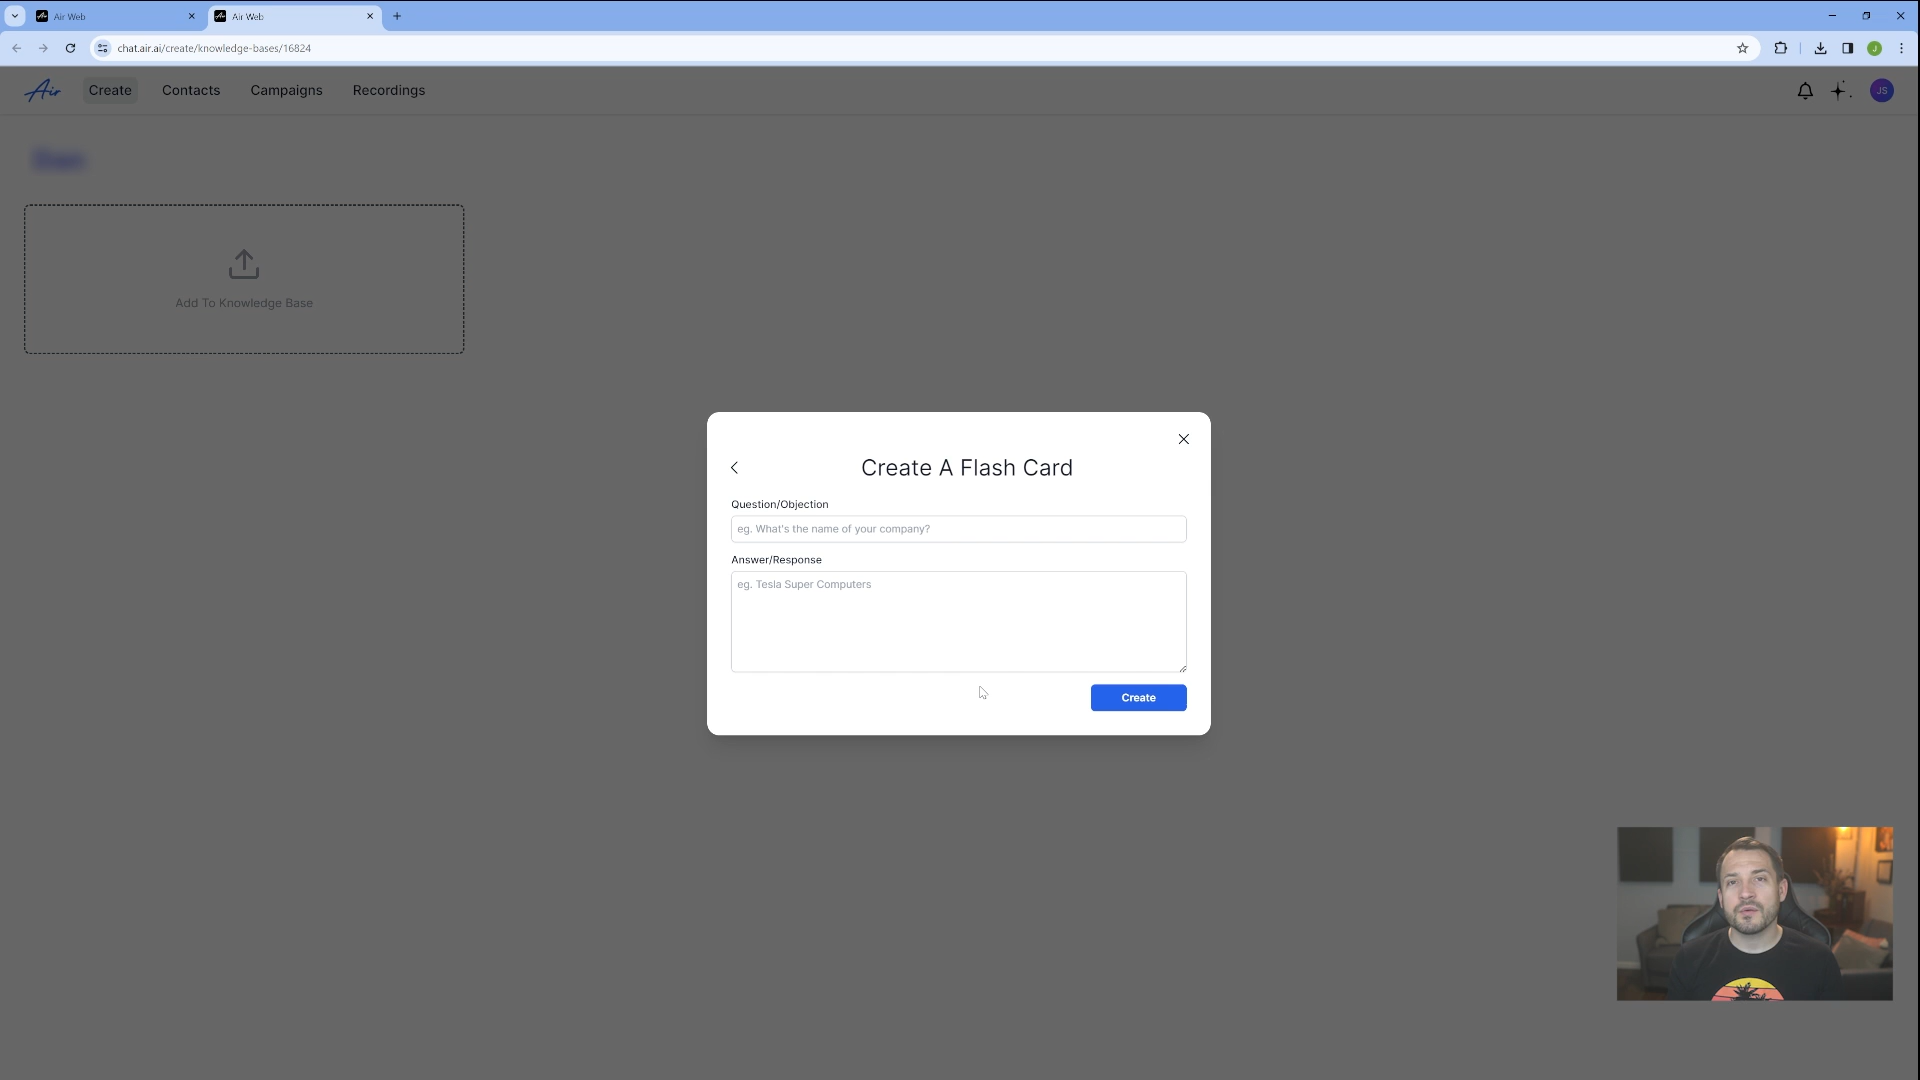 Air Web
Air Web
chat.air.ai/create/knowledge-bases/16824
J
Air
Create
Contacts
Campaigns
Recordings
JS
Add To Knowledge Base
Create A Flash Card
Question/Objection
eg. What's the name of your company?
Answer/Response
eg. Tesla Super Computers
Create